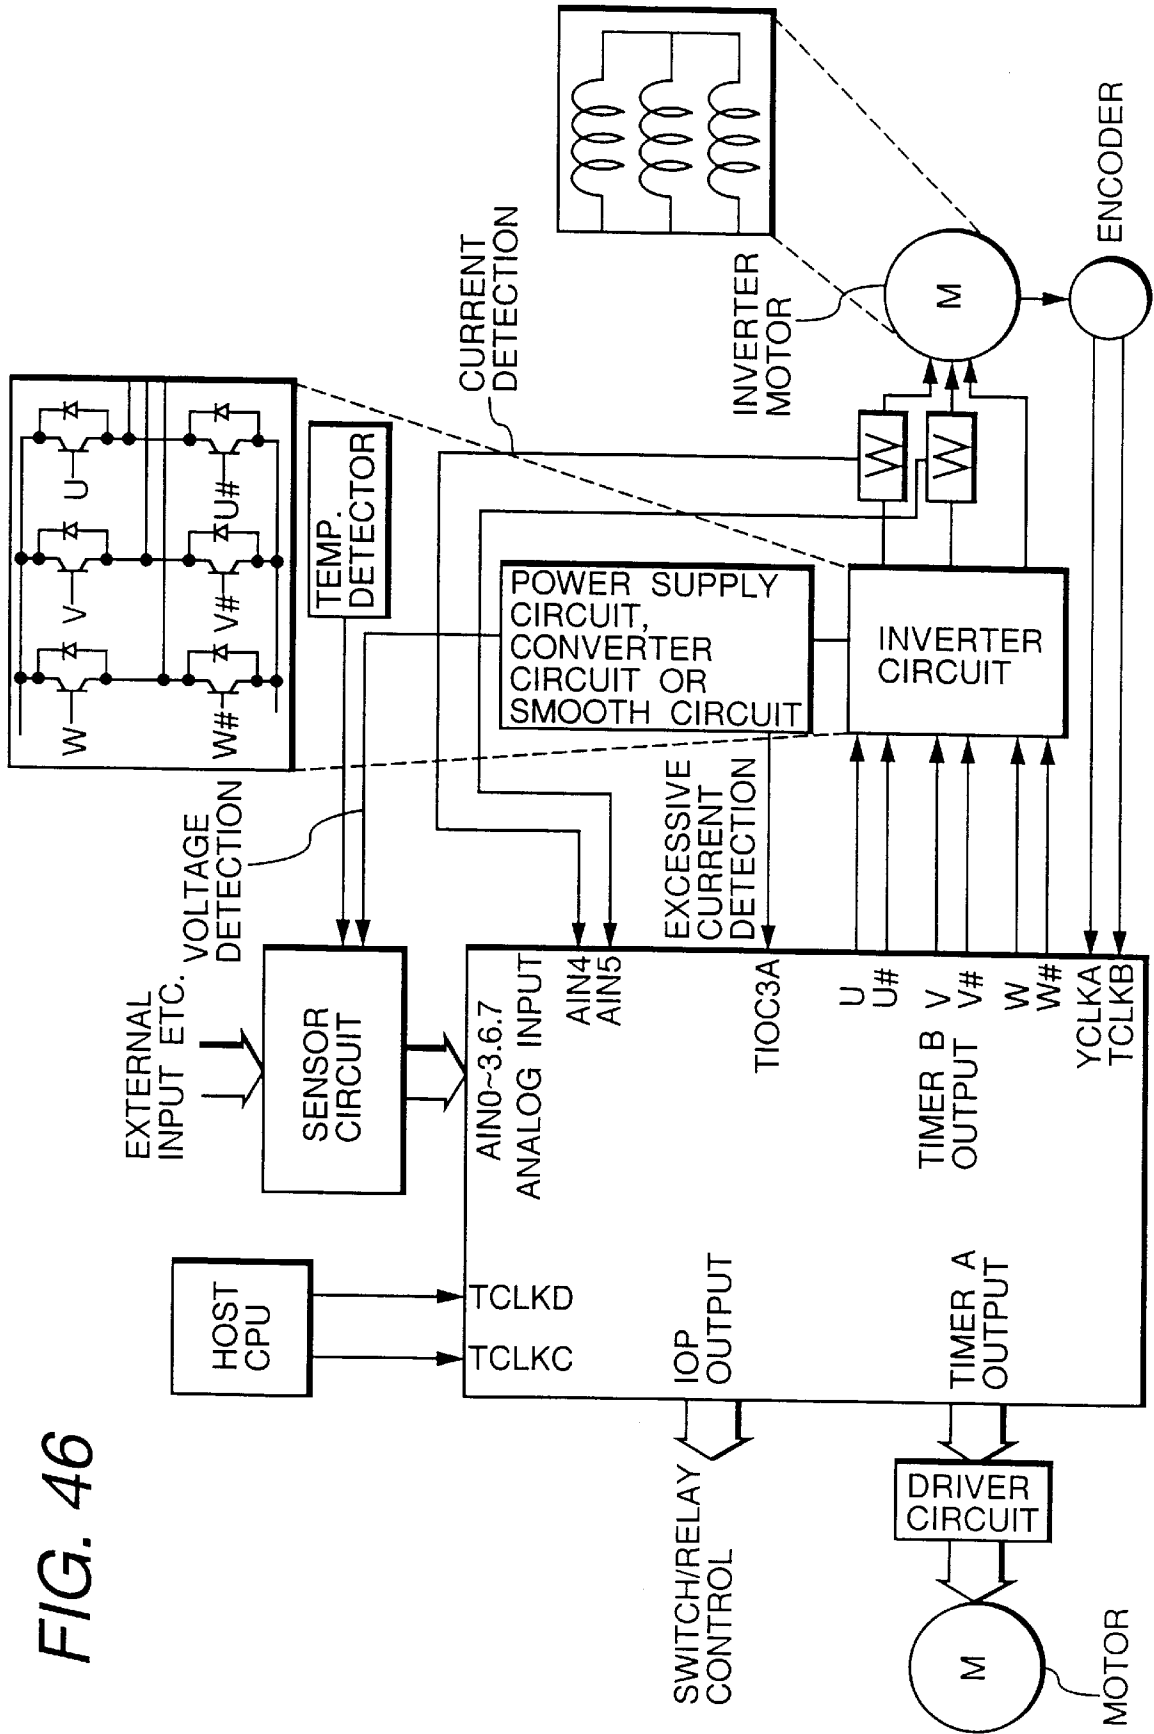 FIG. 46
HOST
CPU
EXTERNAL
INPUT ETC.
VOLTAGE
DETECTION
SENSOR
CIRCUIT
TEMP.
DETECTOR
W
V
U
W#
V#
U#
CURRENT
DETECTION
TCLKC
TCLKD
AIN0~3.6.7
ANALOG INPUT
AIN4
AIN5
POWER SUPPLY
CIRCUIT,
CONVERTER
CIRCUIT OR
SMOOTH CIRCUIT
EXCESSIVE
CURRENT
DETECTION
TIOC3A
IOP
OUTPUT
SWITCH/RELAY
CONTROL
INVERTER
MOTOR
INVERTER
CIRCUIT
W
W
M
U
U#
TIMER B
OUTPUT
V
V#
W
W#
TIMER A
OUTPUT
DRIVER
CIRCUIT
M
MOTOR
YCLKA
TCLKB
ENCODER